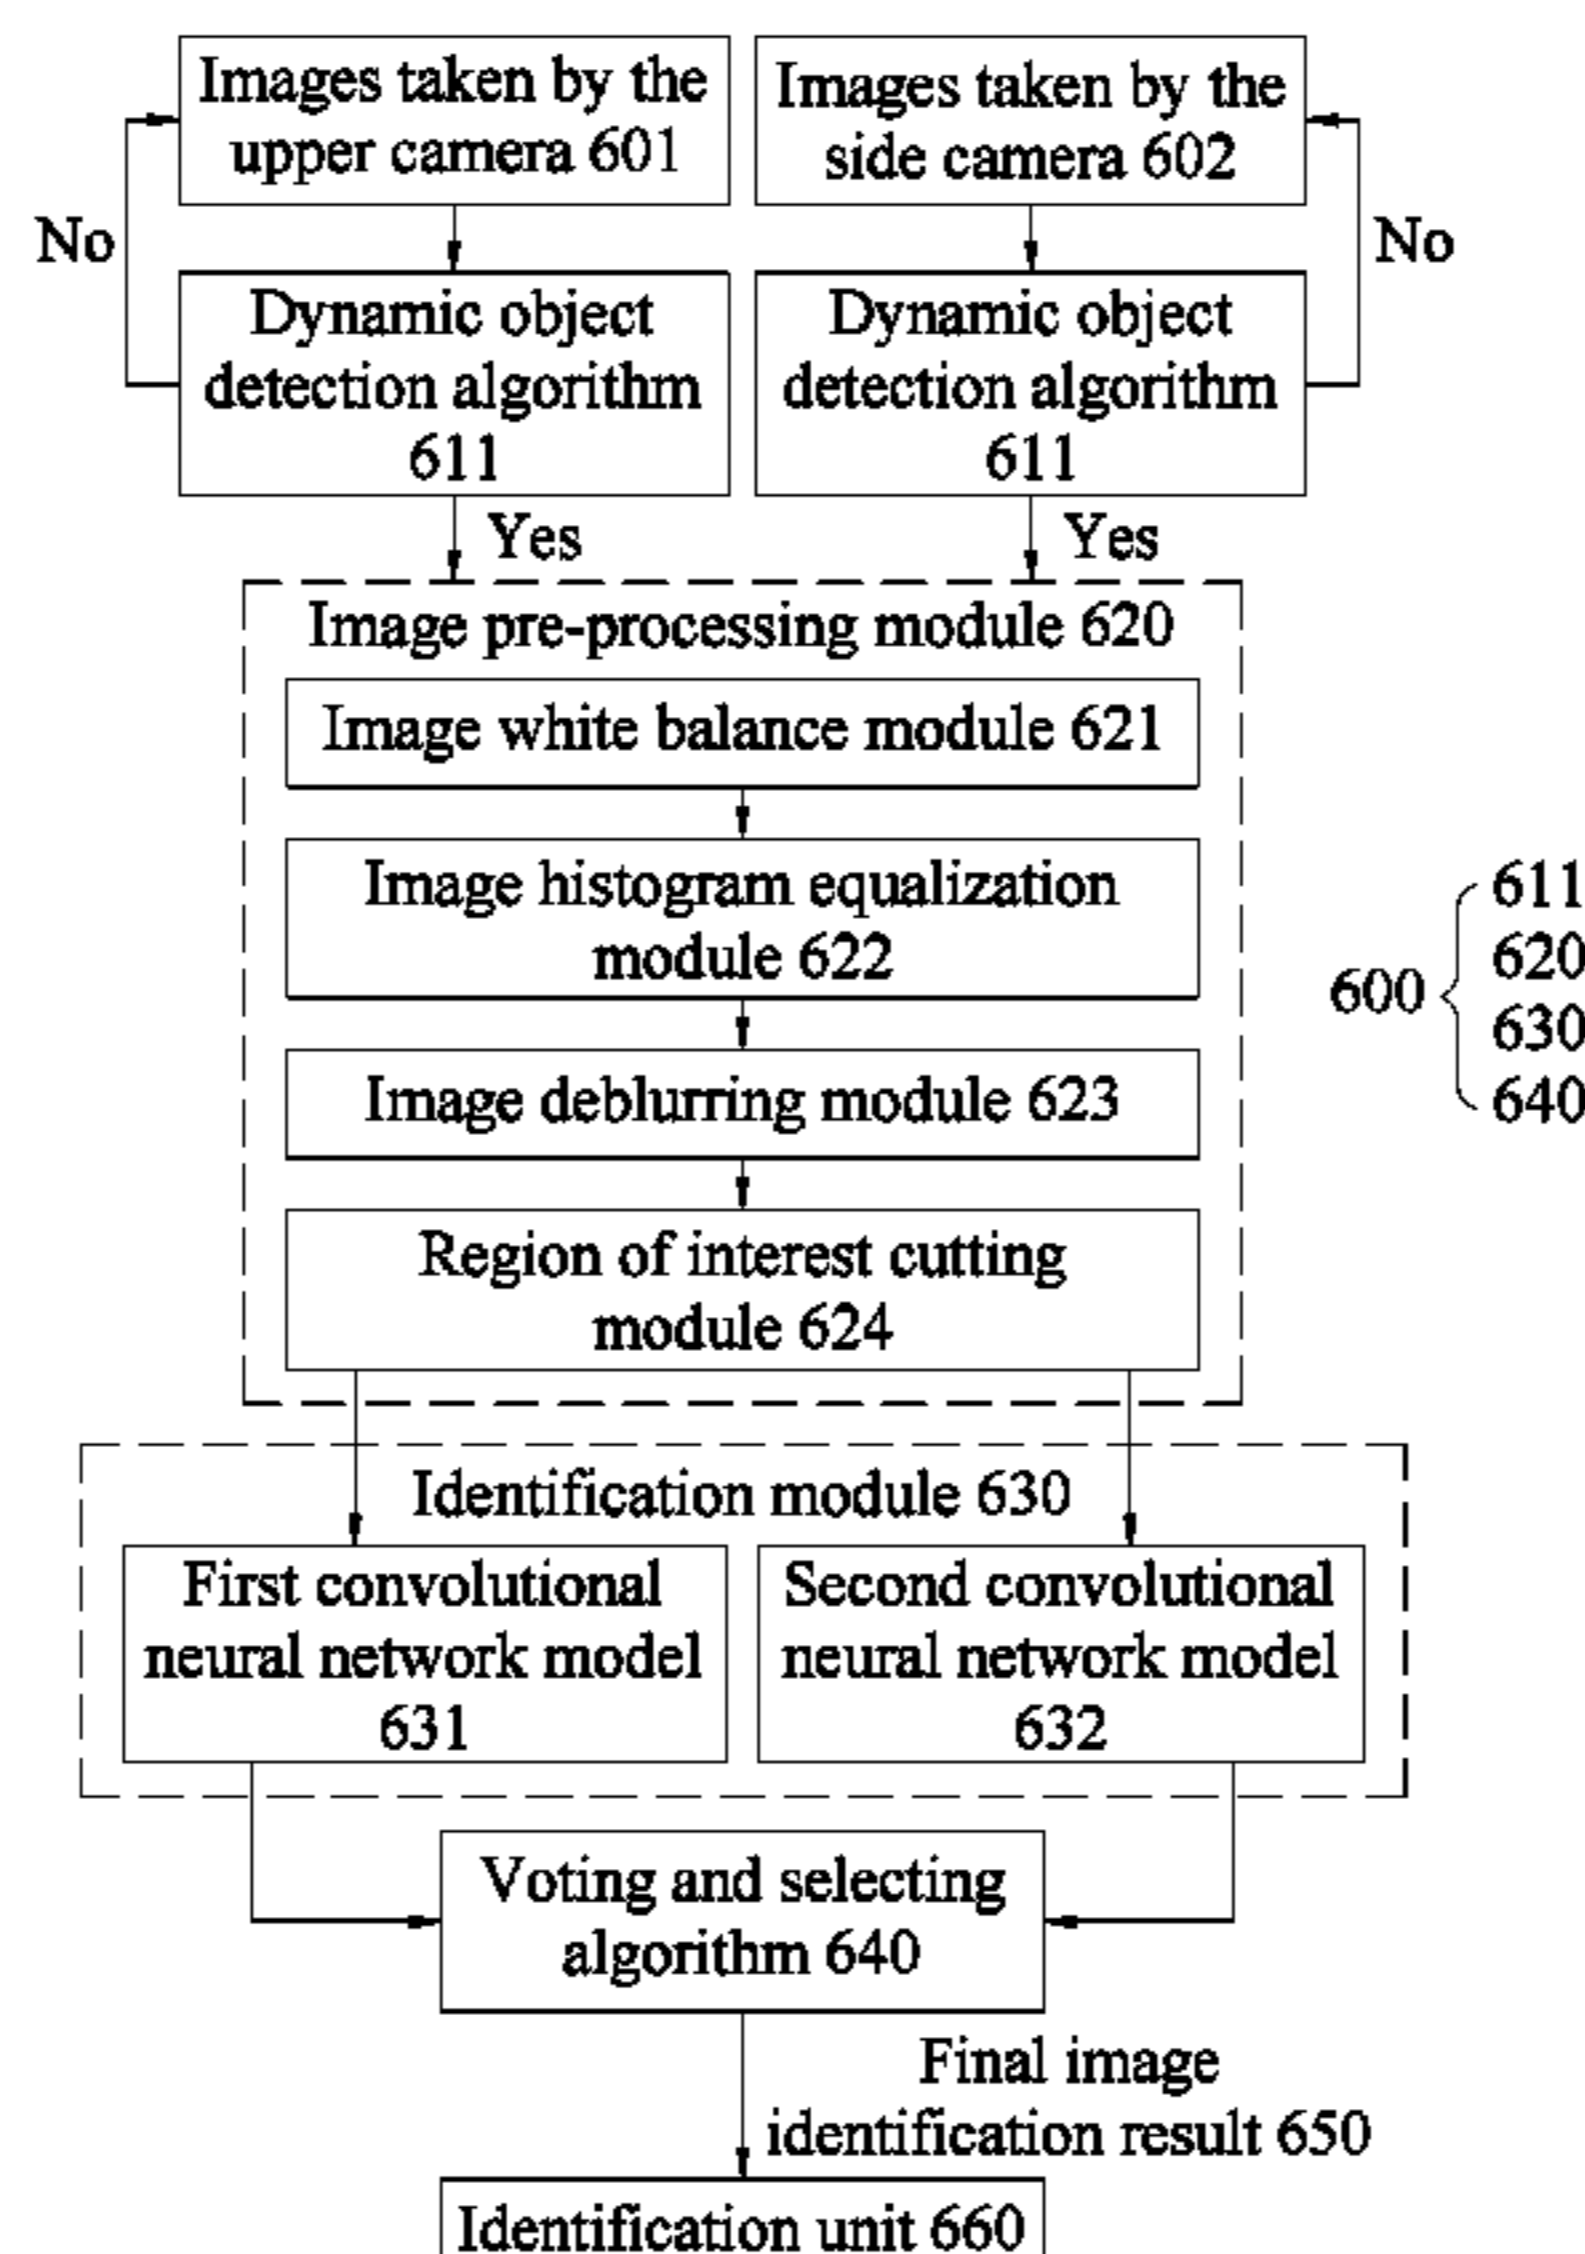 Images taken by the
upper camera 601
Images taken by the
side camera 602
No
No
Dynamic object
detection algorithm
611
Dynamic object
detection algorithm
611
Yes
Yes
Image pre-processing module 620
Image white balance module 621
Image histogram equalization
module 622
Image deblurring module 623
Region of interest cutting
module 624
600
611
620
630
640
Identification module 630
First convolutional
neural network model
631
Second convolutional
neural network model
632
Voting and selecting
algorithm 640
Final image
identification result 650
Identification unit 660